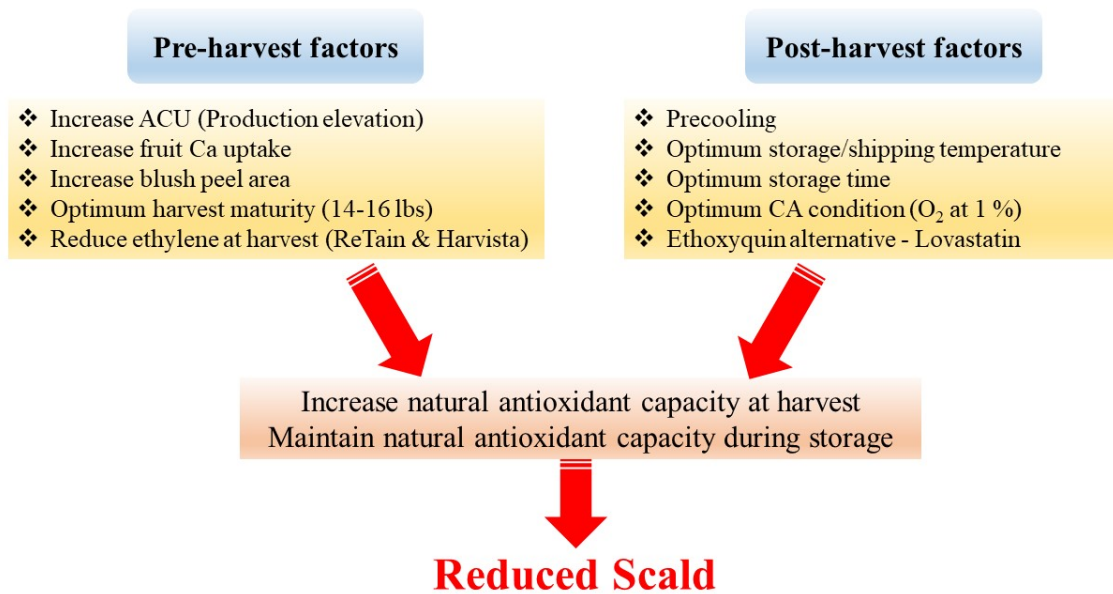 Pre-harvest factors
❖ Increase ACU (Production elevation)
❖ Increase fruit Ca uptake
❖ Increase blush peel area
❖ Optimum harvest maturity (14-16 lbs)
❖ Reduce ethylene at harvest (ReTain & Harvista)
Post-harvest factors
❖ Precooling
❖ Optimum storage/shipping temperature
❖ Optimum storage time
❖ Optimum CA condition (O₂ at 1 %)
❖ Ethoxyquin alternative - Lovastatin
Increase natural antioxidant capacity at harvest
Maintain natural antioxidant capacity during storage
Reduced Scald